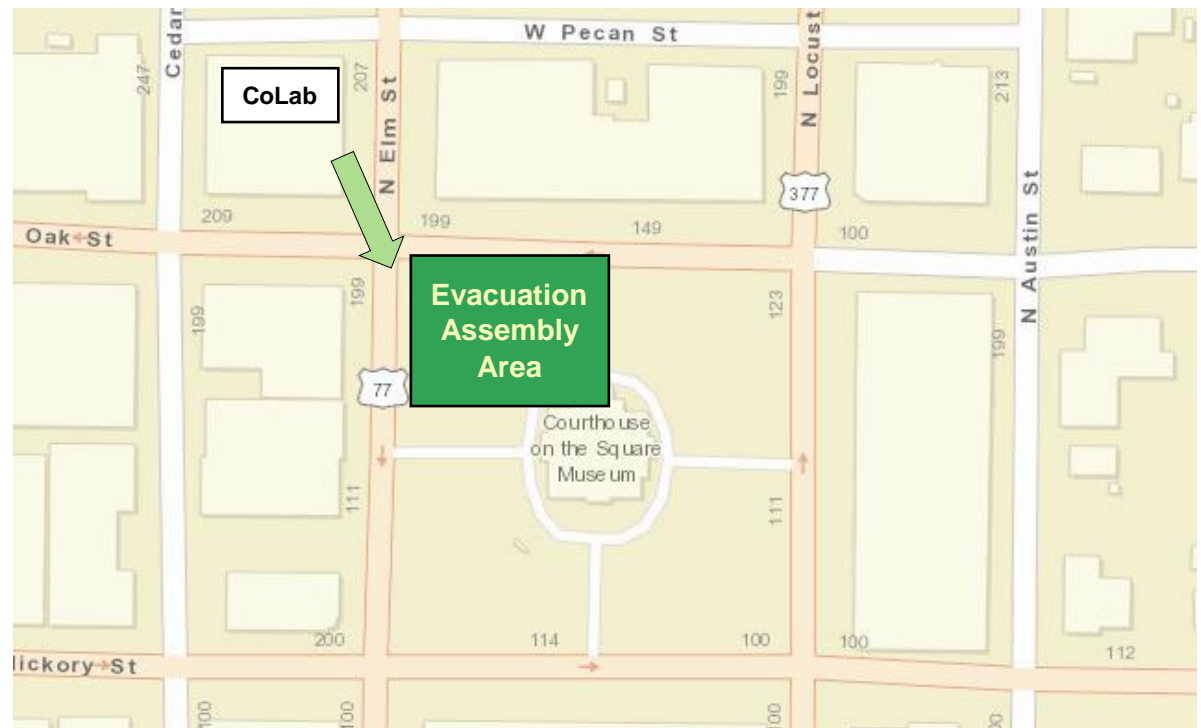 W Pecan St
Cedar
247
207
N Elm St
199
N Locust
213
CoLab
377
209
199
149
100
N Austin St
Oak St
199
199
Evacuation
Assembly
Area
123
199
77
Courthouse
on the Square
Museum
111
111
200
114
100
100
112
lickory St
100
100
100